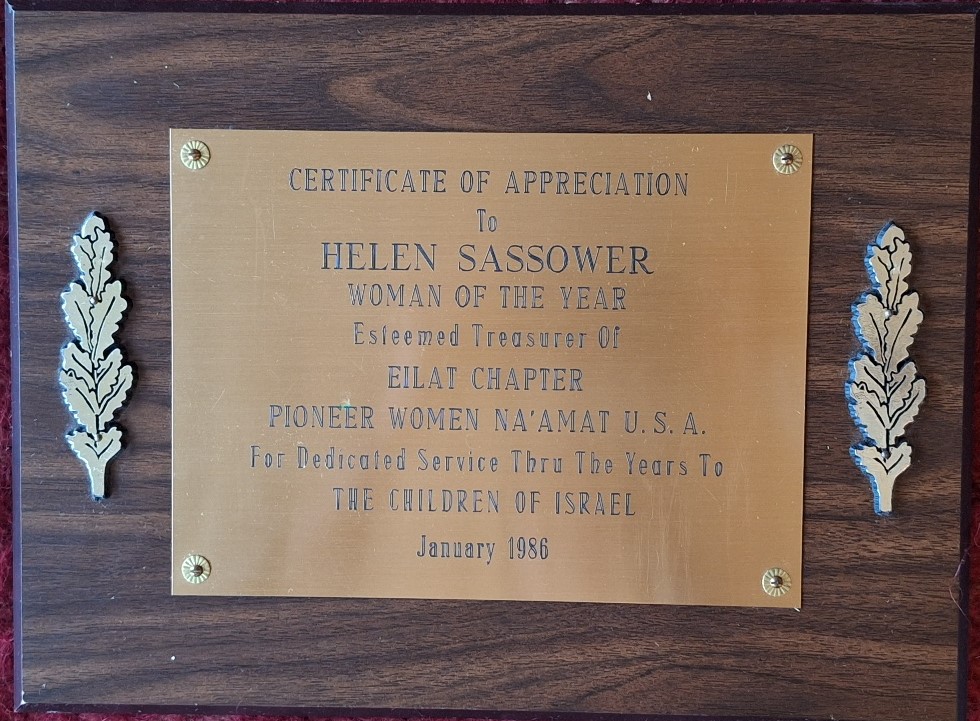 CERTIFICATE OF APPRECIATION
To
HELEN SASSOWER
WOMAN OF THE YEAR
Esteemed Treasurer Of
EILAT CHAPTER
PIONEER WOMEN NA'AMAT U.S.A.
For Dedicated Service Thru The Years To
THE CHILDREN OF ISRAEL
January 1986